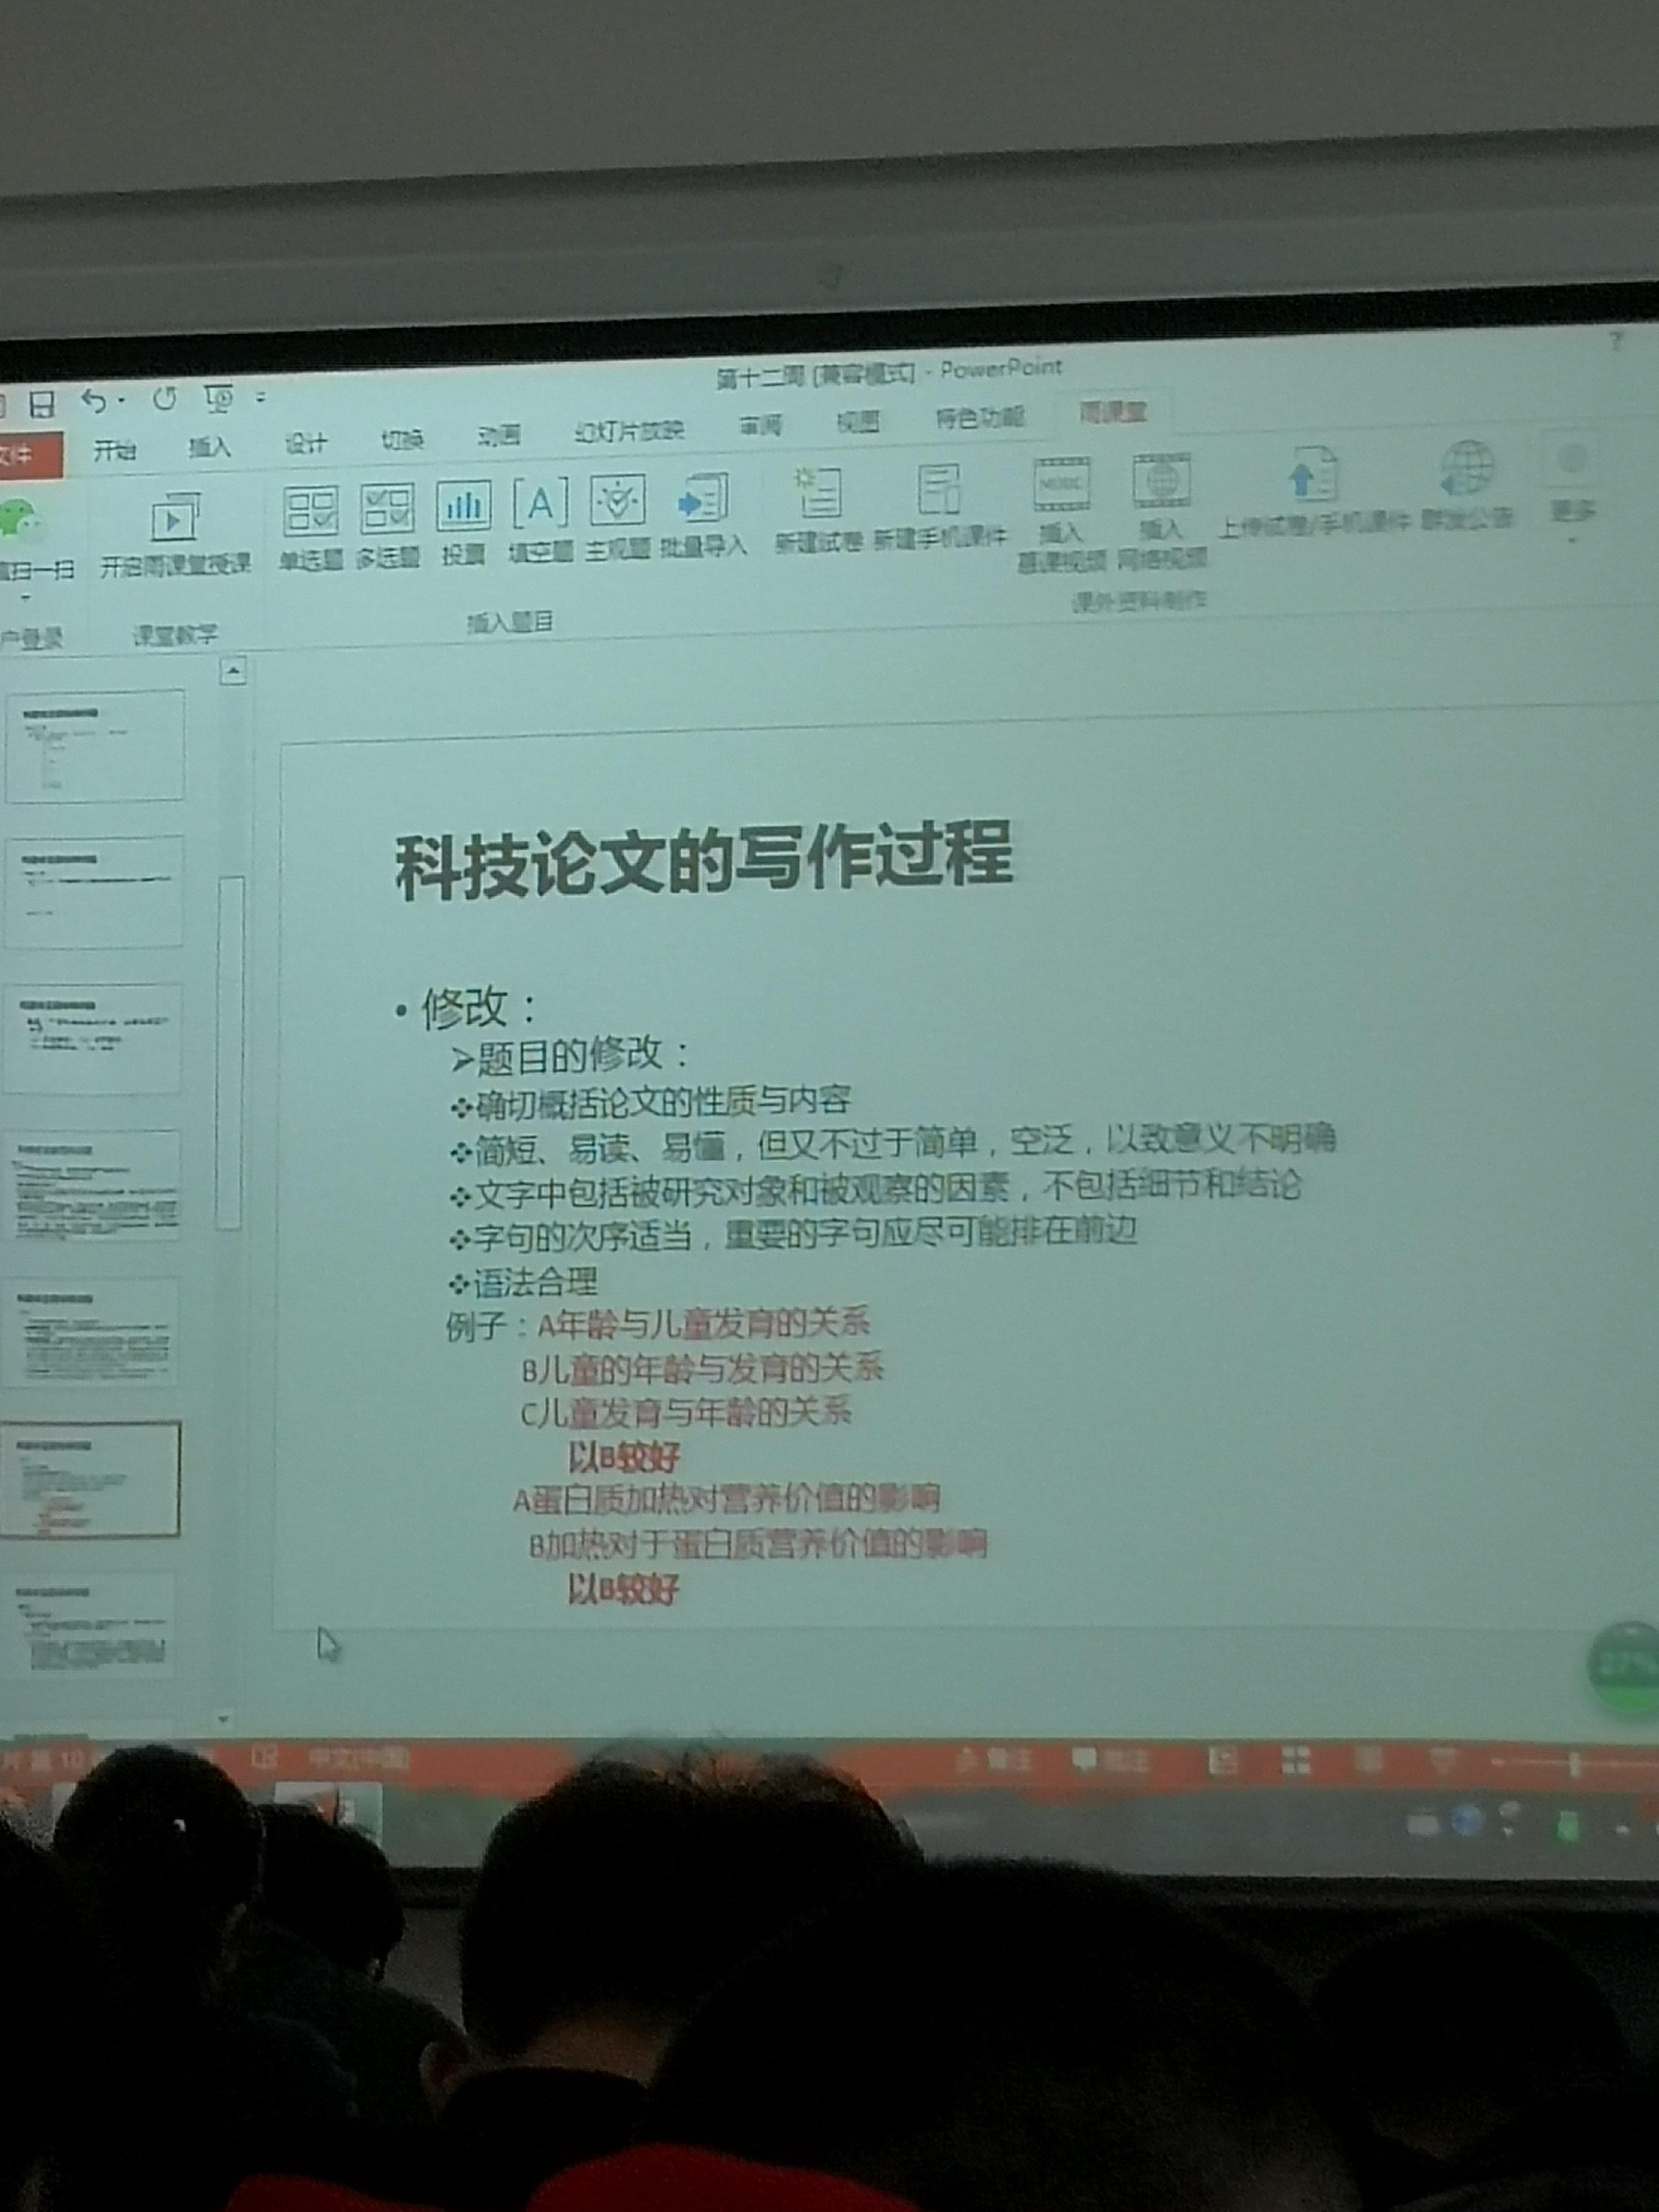 第十二周 [兼容模式] - PowerPoint
?
文件 开始 插入 设计 切换 动画 幻灯片放映 审阅 视图 特色功能 雨课堂
扫一扫 开启雨课堂授课 单选题 多选题 投票 填空题 主观题 批量导入 新建试卷 新建手机课件 插入 慕课视频 插入 网络视频 上传试卷/手机课件 群发公告 更多
户登录 课堂教学 插入题目 课外资料制作
科技论文的写作过程
• 修改：
➢题目的修改：
❖确切概括论文的性质与内容
❖简短、易读、易懂，但又不过于简单，空泛，以致意义不明确
❖文字中包括被研究对象和被观察的因素，不包括细节和结论
❖字句的次序适当，重要的字句应尽可能排在前边
❖语法合理
例子：A年龄与儿童发育的关系
B儿童的年龄与发育的关系
C儿童发育与年龄的关系
以B较好
A蛋白质加热对营养价值的影响
B加热对于蛋白质营养价值的影响
以B较好
27%
片 第 10 中文(中国) 备注 批注